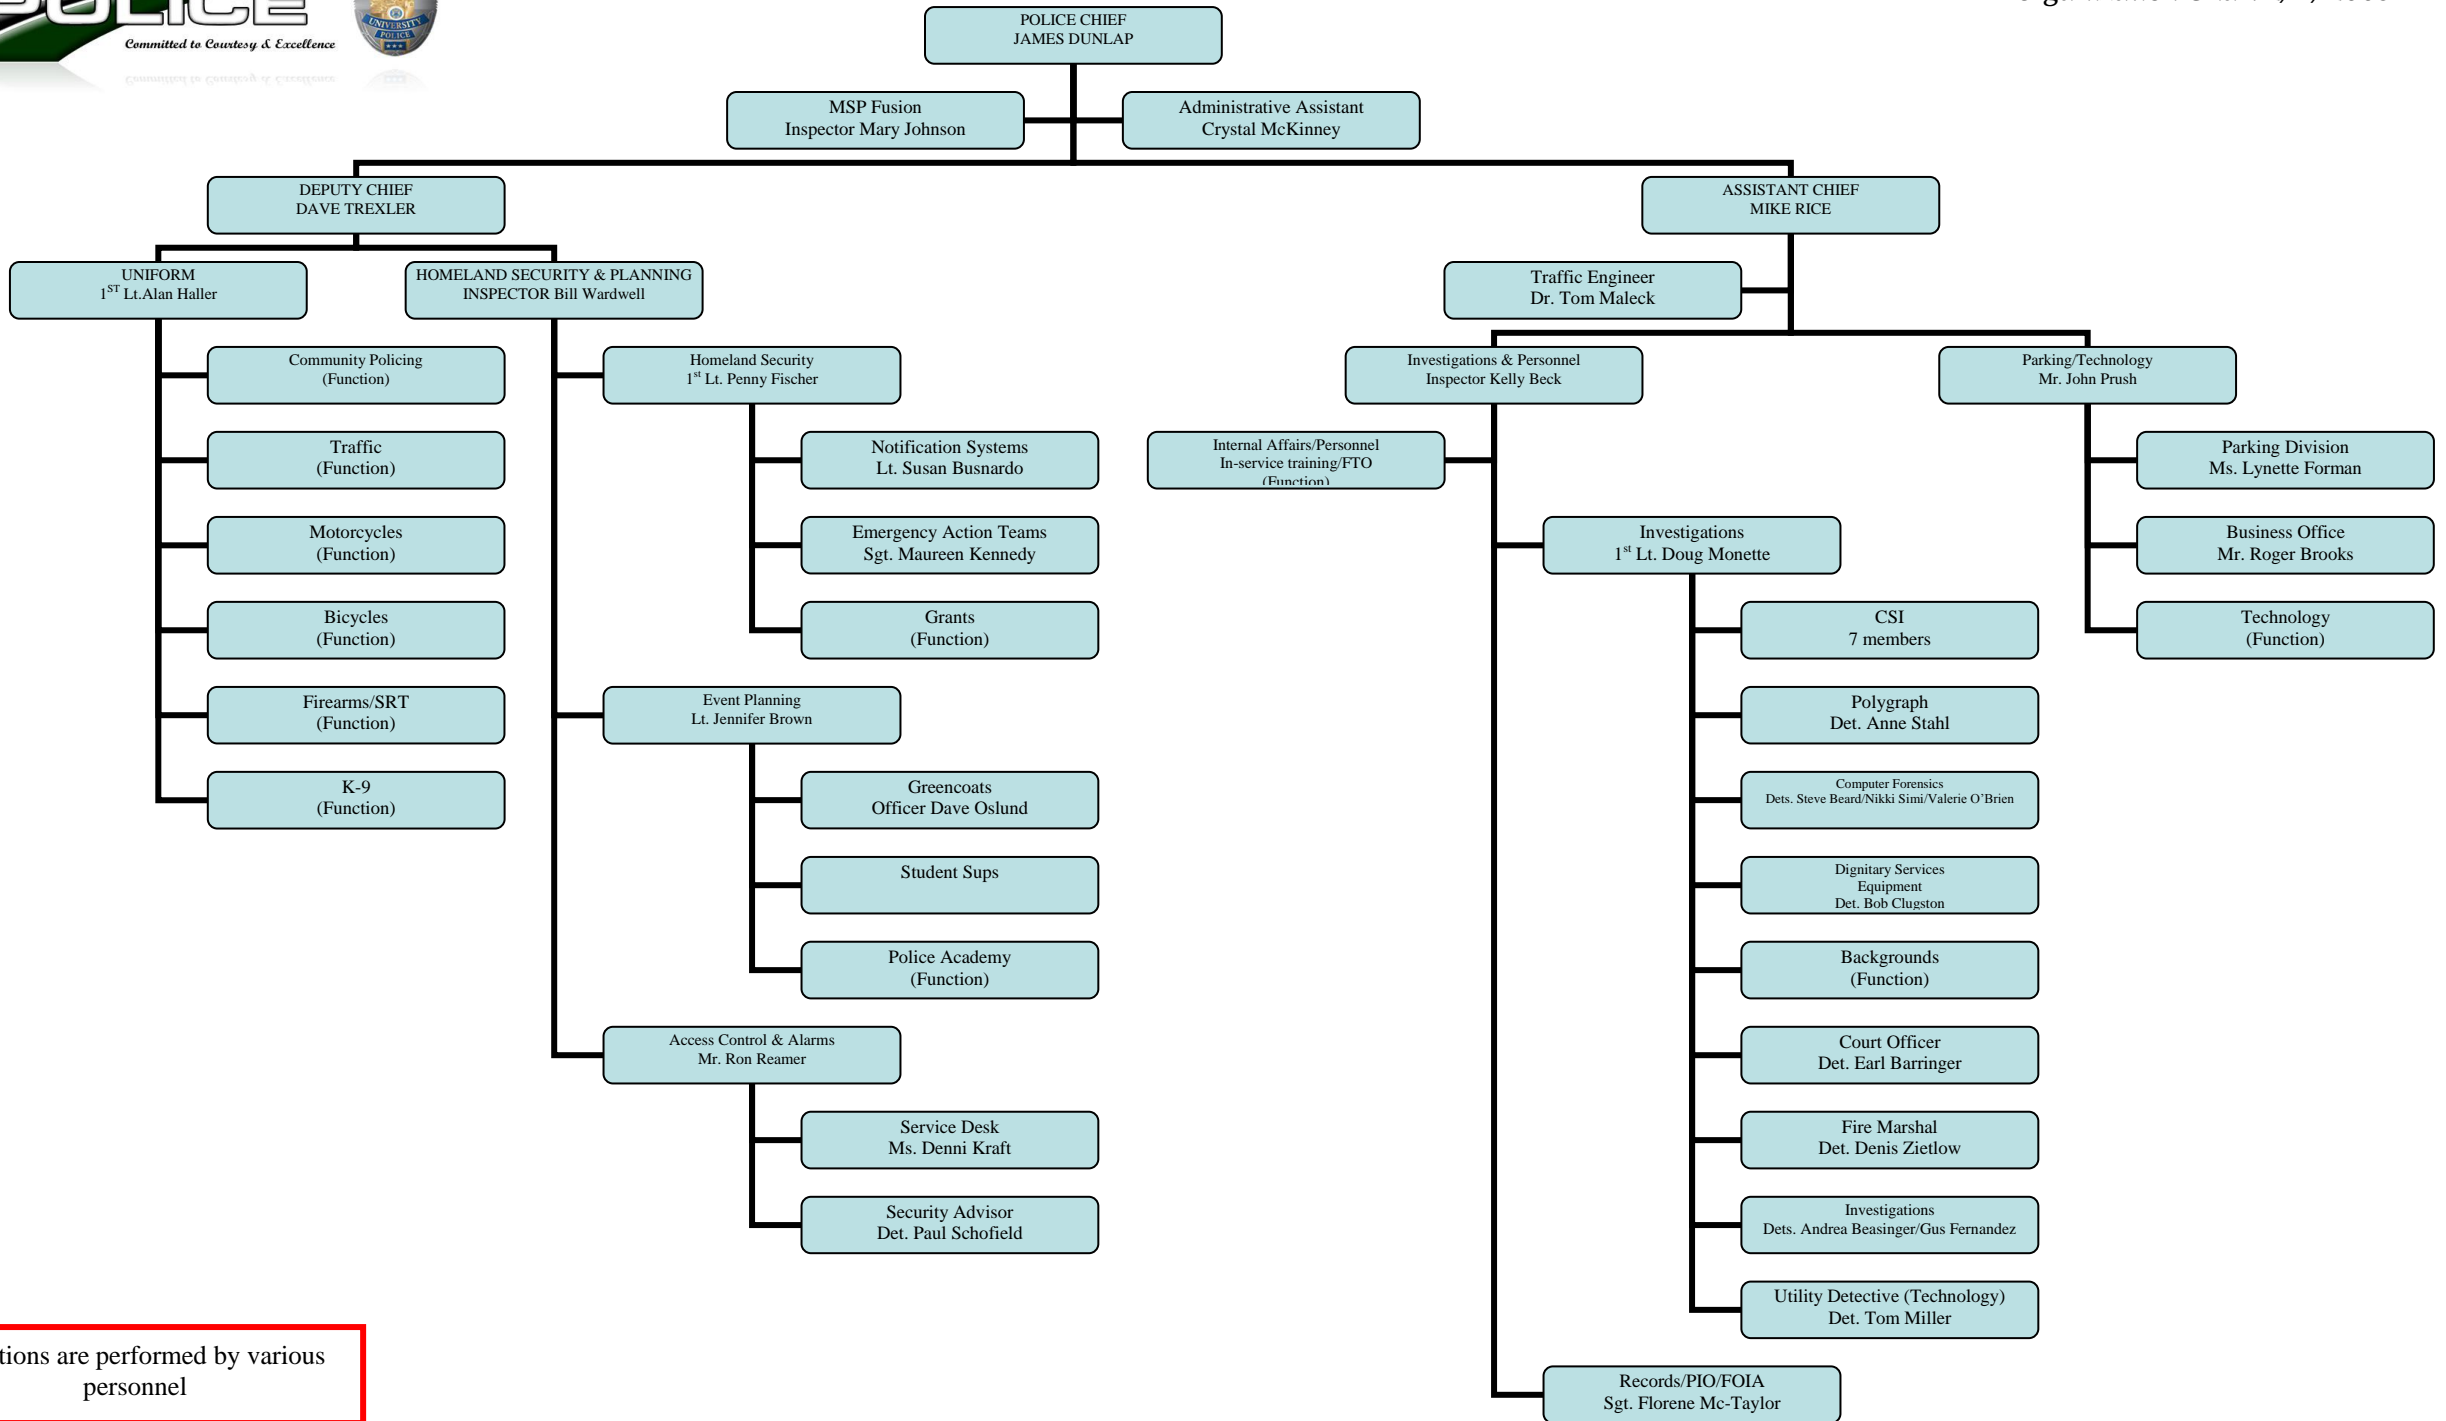 POLICE
Committed to Courtesy & Excellence
UNIVERSITY
POLICE
POLICE CHIEF
JAMES DUNLAP
MSP Fusion
Inspector Mary Johnson
Administrative Assistant
Crystal McKinney
DEPUTY CHIEF
DAVE TREXLER
ASSISTANT CHIEF
MIKE RICE
UNIFORM
1ST Lt.Alan Haller
HOMELAND SECURITY & PLANNING
INSPECTOR Bill Wardwell
Traffic Engineer
Dr. Tom Maleck
Community Policing
(Function)
Traffic
(Function)
Motorcycles
(Function)
Bicycles
(Function)
Firearms/SRT
(Function)
K-9
(Function)
Homeland Security
1st Lt. Penny Fischer
Notification Systems
Lt. Susan Busnardo
Emergency Action Teams
Sgt. Maureen Kennedy
Grants
(Function)
Event Planning
Lt. Jennifer Brown
Greencoats
Officer Dave Oslund
Student Sups
Police Academy
(Function)
Access Control & Alarms
Mr. Ron Reamer
Service Desk
Ms. Denni Kraft
Security Advisor
Det. Paul Schofield
Investigations & Personnel
Inspector Kelly Beck
Internal Affairs/Personnel
In-service training/FTO
(Function)
Investigations
1st Lt. Doug Monette
CSI
7 members
Polygraph
Det. Anne Stahl
Computer Forensics
Dets. Steve Beard/Nikki Simi/Valerie O’Brien
Dignitary Services
Equipment
Det. Bob Clugston
Backgrounds
(Function)
Court Officer
Det. Earl Barringer
Fire Marshal
Det. Denis Zietlow
Investigations
Dets. Andrea Beasinger/Gus Fernandez
Utility Detective (Technology)
Det. Tom Miller
Records/PIO/FOIA
Sgt. Florene Mc-Taylor
Parking/Technology
Mr. John Prush
Parking Division
Ms. Lynette Forman
Business Office
Mr. Roger Brooks
Technology
(Function)
tions are performed by various
personnel